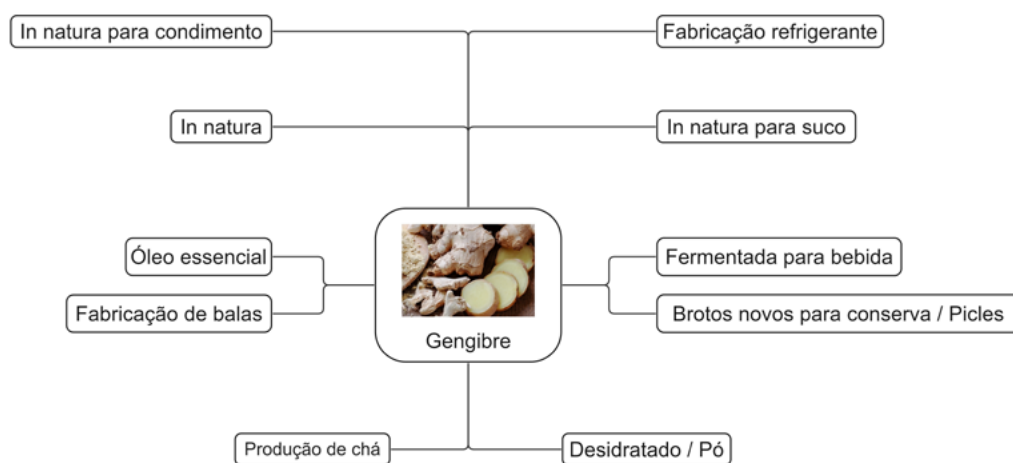 In natura para condimento
Fabricação refrigerante
In natura
In natura para suco
Óleo essencial
Fermentada para bebida
Fabricação de balas
Brotos novos para conserva / Picles
Gengibre
Produção de chá
Desidratado / Pó